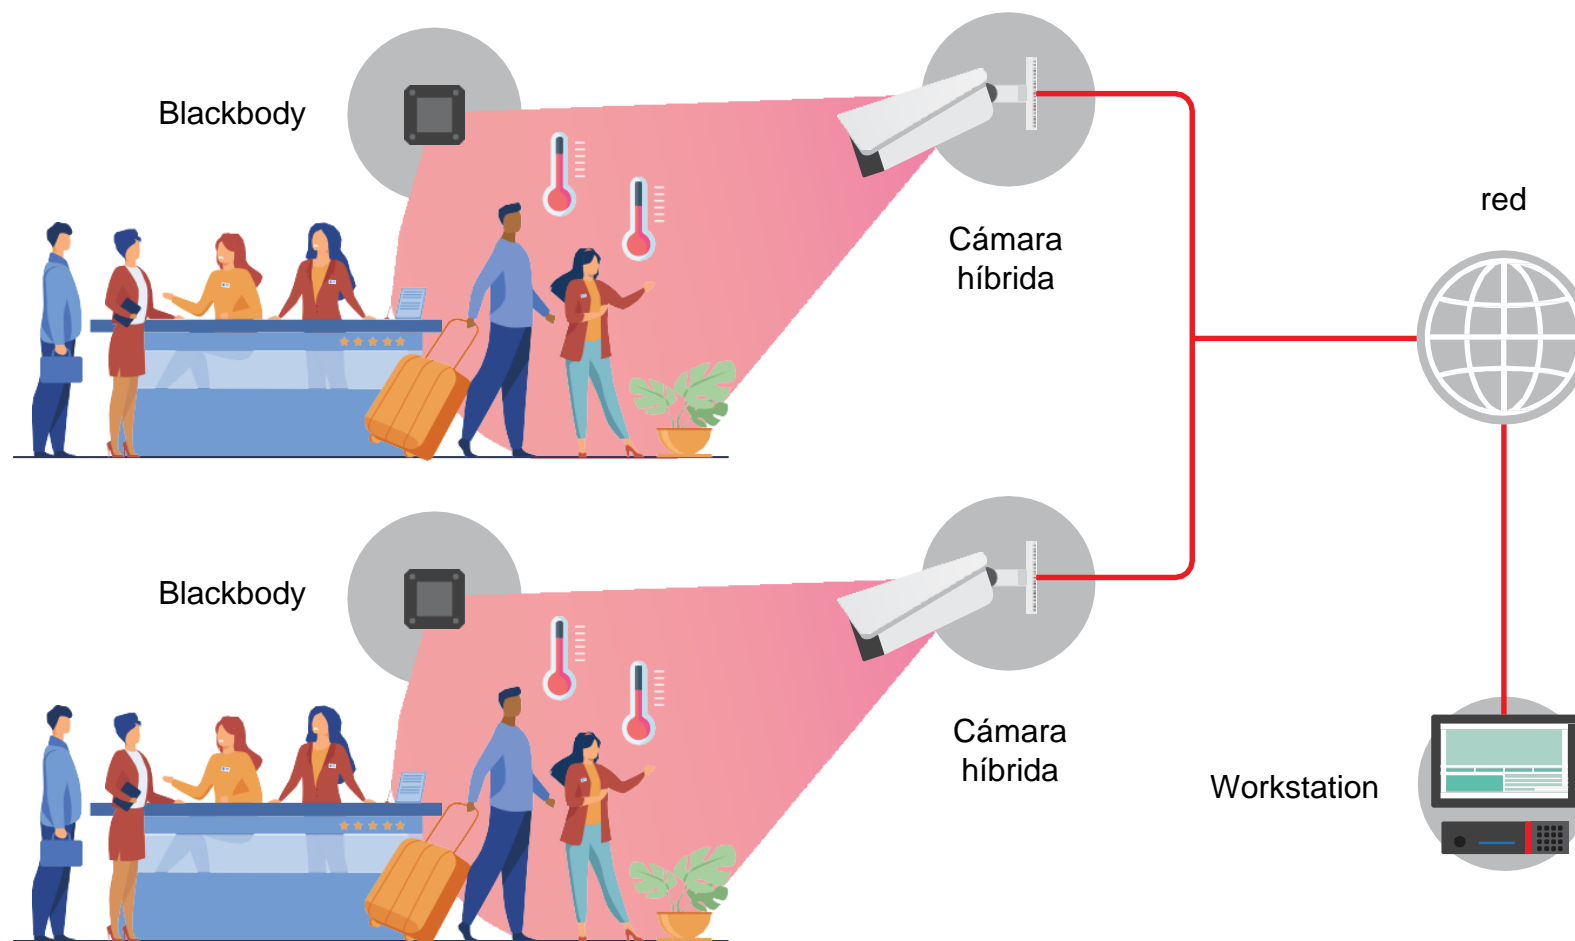 Blackbody
Cámara
híbrida
red
Blackbody
Cámara
híbrida
Workstation